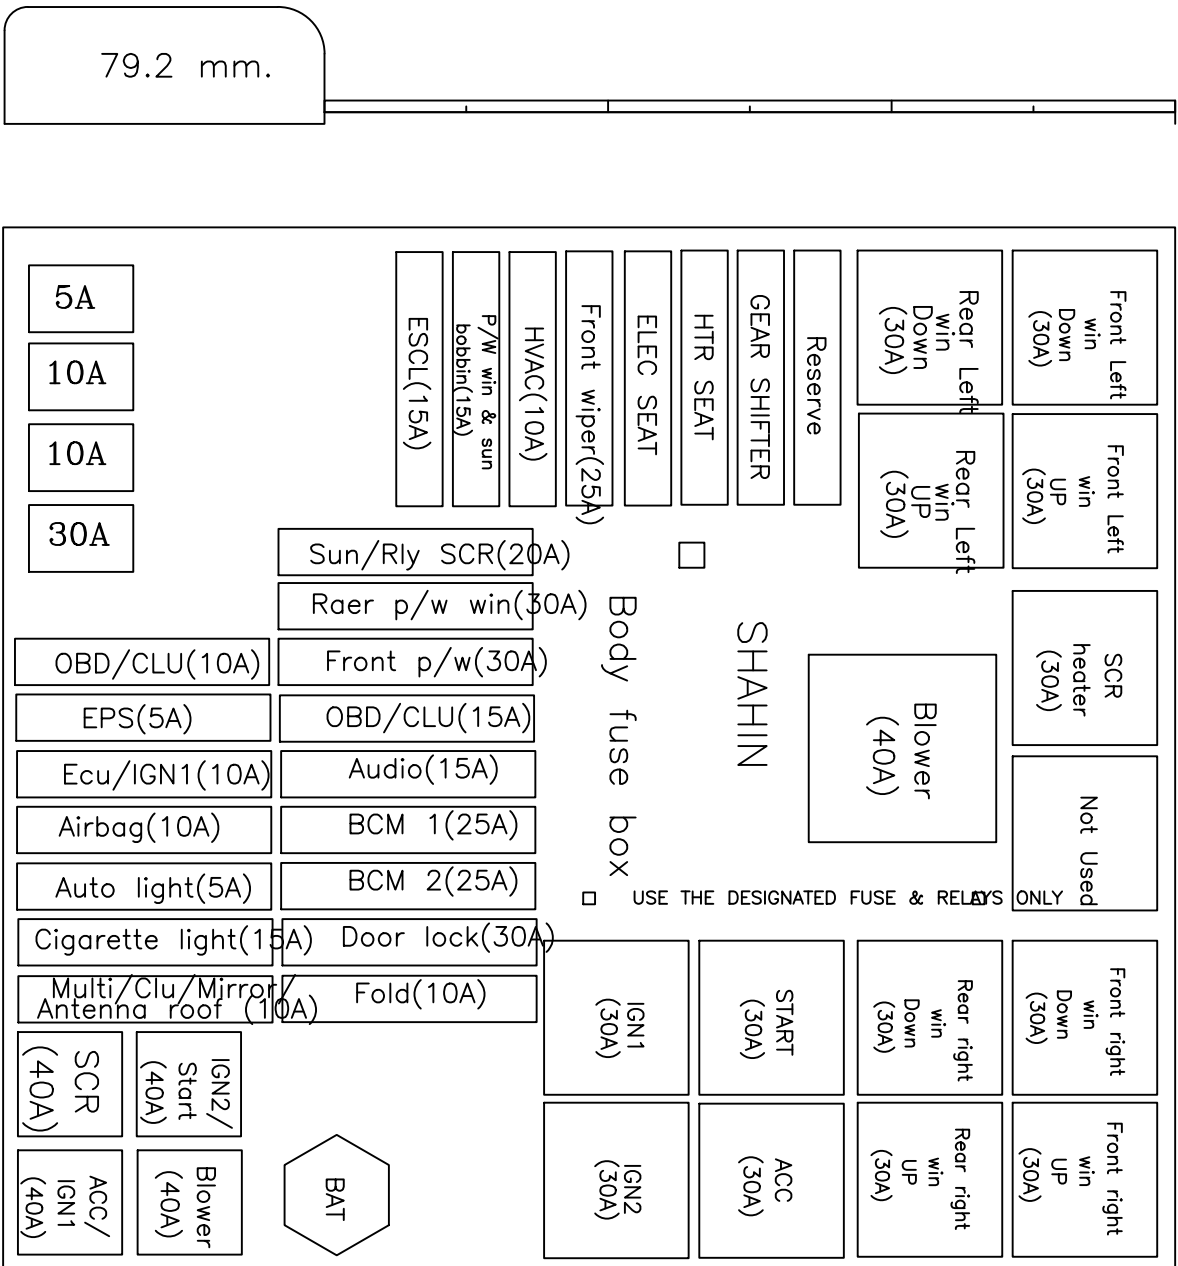 79.2 mm.
5A
10A
10A
30A
ESCL(15A)
P/W win & sun
bobbin(15A)
HVAC(10A)
Front wiper(25A)
ELEC SEAT
HTR SEAT
GEAR SHIFTER
Reserve
Rear Left
win
Down
(30A)
Front Left
win
Down
(30A)
Rear Left
win
UP
(30A)
Front Left
win
UP
(30A)
Sun/Rly SCR(20A)
Raer p/w win(30A)
Front p/w(30A)
OBD/CLU(15A)
Audio(15A)
BCM 1(25A)
BCM 2(25A)
Door lock(30A)
Fold(10A)
OBD/CLU(10A)
EPS(5A)
Ecu/IGN1(10A)
Airbag(10A)
Auto light(5A)
Cigarette light(15A)
Multi/Clu/Mirror/
Antenna roof (10A)
Body fuse box
SHAHIN
Blower
(40A)
SCR
heater
(30A)
Not Used
USE THE DESIGNATED FUSE & RELAYS ONLY
IGN1
(30A)
START
(30A)
Rear right
win
Down
(30A)
Front right
win
Down
(30A)
SCR
(40A)
IGN2/
Start
(40A)
ACC/
IGN1
(40A)
Blower
(40A)
BAT
IGN2
(30A)
ACC
(30A)
Rear right
win
UP
(30A)
Front right
win
UP
(30A)